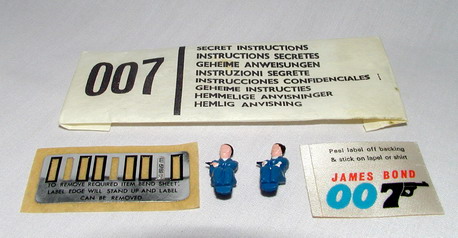 007
SECRET INSTRUCTIONS
INSTRUCTIONS SECRETES
GEHEIME ANWEISUNGEN
INSTRUZIONI SEGRETE
INSTRUCCIONES CONFIDENCIALES
GEHEIME INSTRUCTIES
HEMMELIGE ANVISNINGER
HEMLIG ANVISNING
TO REMOVE REQUIRED ITEM BEND SHEET,
LABEL EDGE WILL STAND UP AND LABEL
CAN BE REMOVED
Peel label off backing
& stick on lapel or shirt
JAMES BOND
007